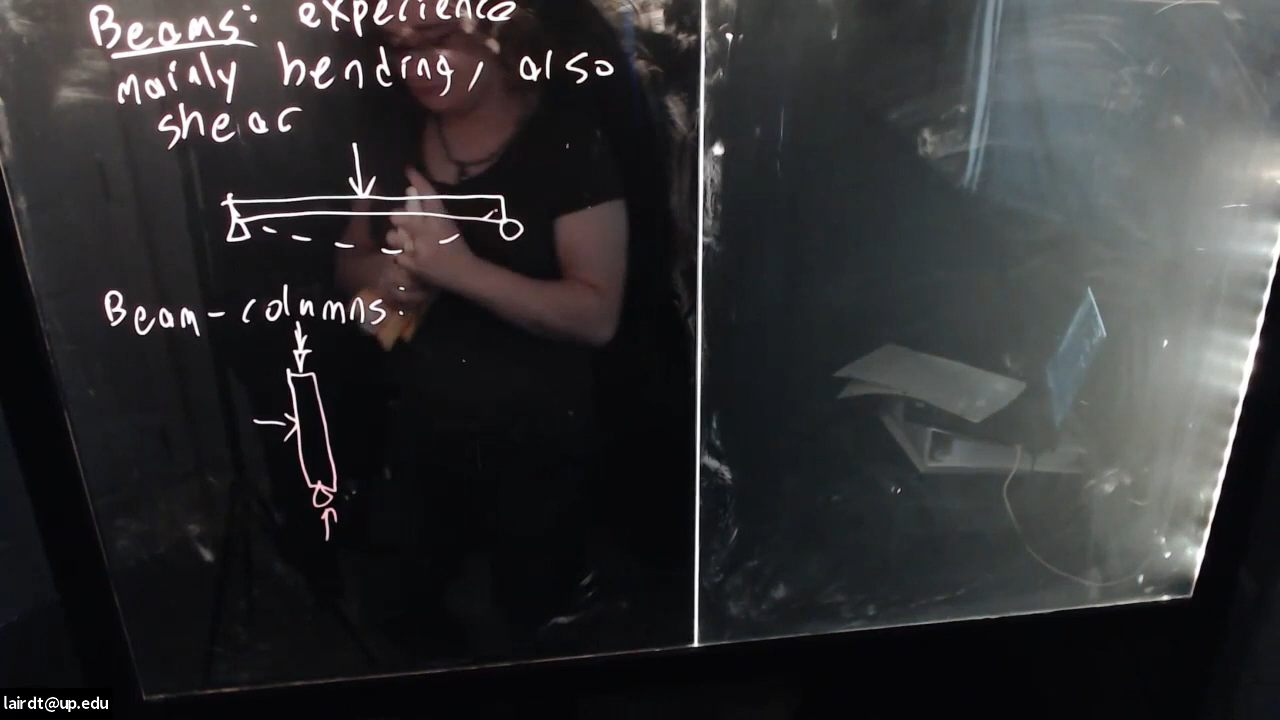 Beams: experience
mainly bending, also
shear
Beam-columns:
lairdt@up.edu